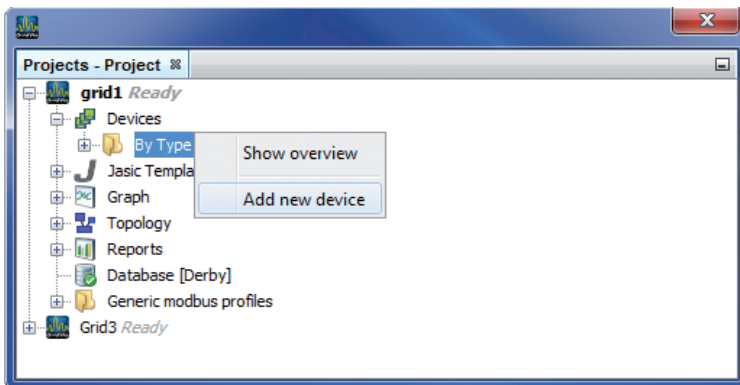 Projects - Project
grid1 Ready
Devices
By Type
Show overview
Jasic Templa
Graph
Add new device
Topology
Reports
Database [Derby]
Generic modbus profiles
Grid3 Ready